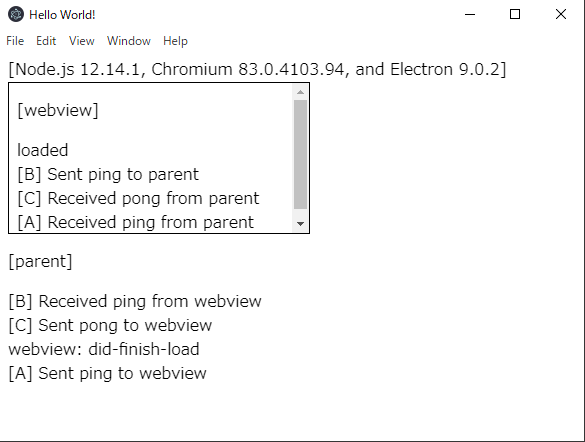 Hello World!
File Edit View Window Help
[Node.js 12.14.1, Chromium 83.0.4103.94, and Electron 9.0.2]
[webview]
loaded
[B] Sent ping to parent
[C] Received pong from parent
[A] Received ping from parent
[parent]
[B] Received ping from webview
[C] Sent pong to webview
webview: did-finish-load
[A] Sent ping to webview